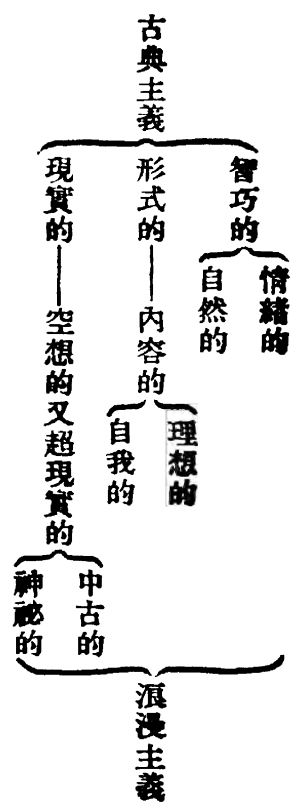 古典主義
智巧的
情緒的
自然的
形式的
內容的
理想的
自我的
現實的
空想的又超現實的
中古的
神祕的
浪漫主義